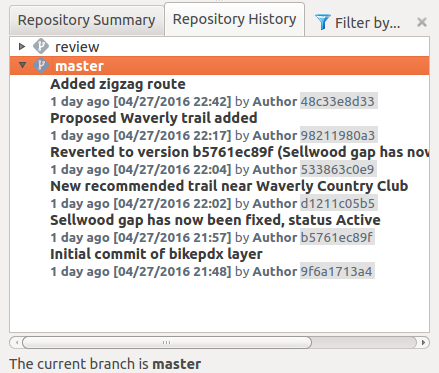 Repository Summary Repository History Filter by...
review
master
Added zigzag route
1 day ago [04/27/2016 22:42] by Author 48c33e8d33
Proposed Waverly trail added
1 day ago [04/27/2016 22:17] by Author 98211980a3
Reverted to version b5761ec89f (Sellwood gap has nov
1 day ago [04/27/2016 22:04] by Author 533863c0e9
New recommended trail near Waverly Country Club
1 day ago [04/27/2016 22:02] by Author d1211c05b5
Sellwood gap has now been fixed, status Active
1 day ago [04/27/2016 21:57] by Author b5761ec89f
Initial commit of bikepdx layer
1 day ago [04/27/2016 21:48] by Author 9f6a1713a4
The current branch is master